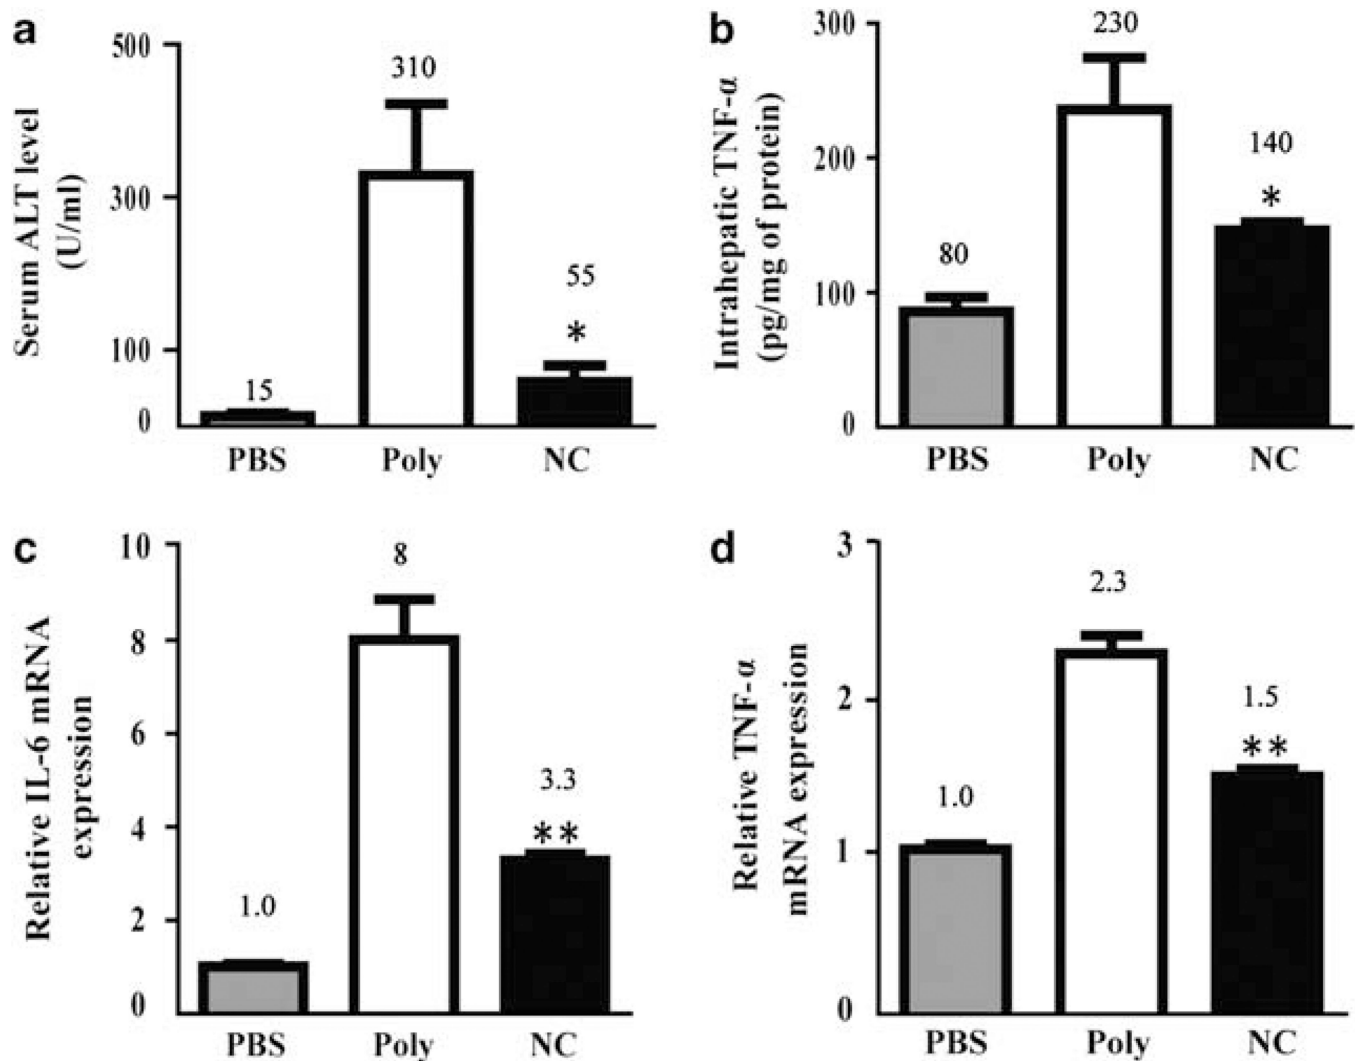 a
Serum ALT level
(U/ml)
500
300
100
0
15
310
55
*
PBS Poly NC
b
Intrahepatic TNF-α
(pg/mg of protein)
300
200
100
0
80
230
140
*
PBS Poly NC
c
Relative IL-6 mRNA
expression
10
8
6
4
2
0
1.0
8
3.3
**
PBS Poly NC
d
Relative TNF-α
mRNA expression
3
2
1
0
1.0
2.3
1.5
**
PBS Poly NC